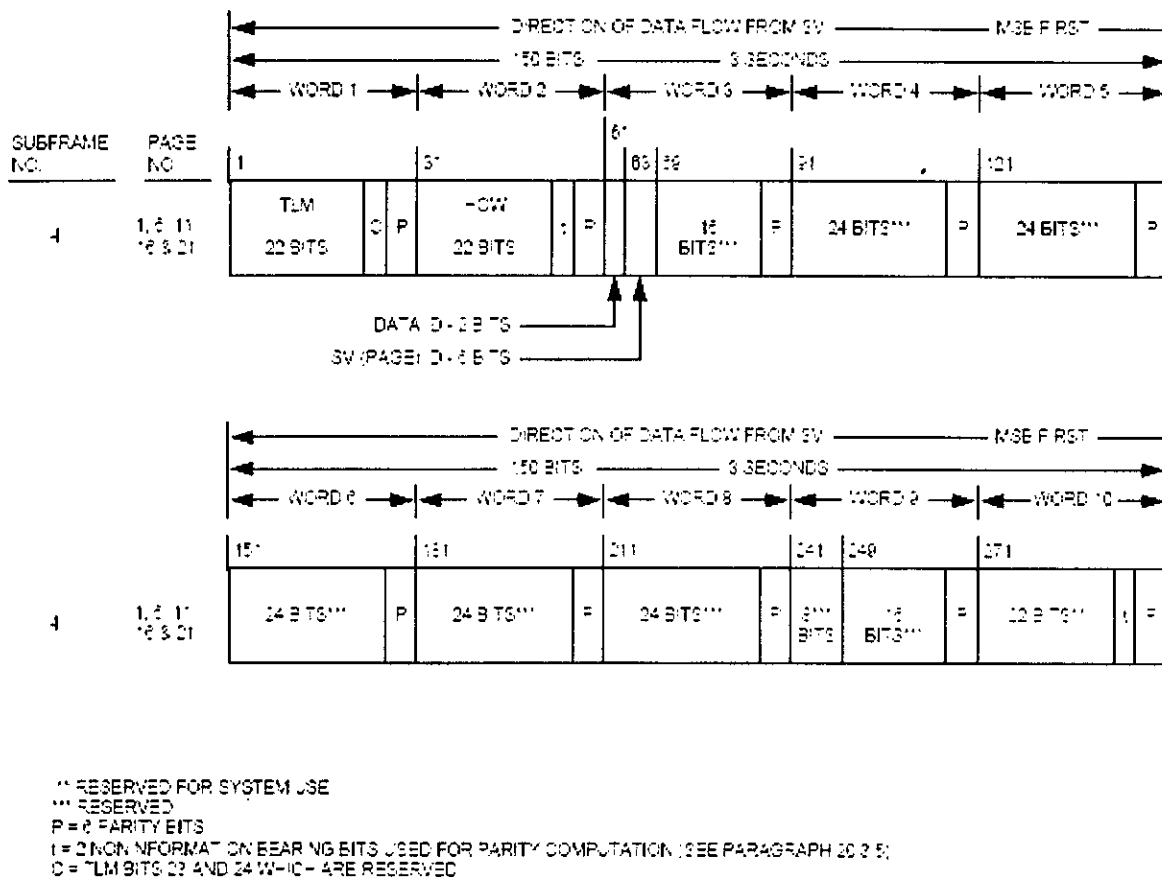 DIRECTION OF DATA FLOW FROM SV MSB FIRST
150 BITS 3 SECONDS
WORD 1 WORD 2 WORD 3 WORD 4 WORD 5
SUBFRAME NO. PAGE NO.
1 31 61 63 69 91 121
4
1, 6, 11
16 & 21
TLM
22 BITS
C P
HOW
22 BITS
t P
16
BITS***
P
24 BITS***
P
24 BITS***
P
DATA ID - 2 BITS
SV (PAGE) ID - 6 BITS
DIRECTION OF DATA FLOW FROM SV MSB FIRST
150 BITS 3 SECONDS
WORD 6 WORD 7 WORD 8 WORD 9 WORD 10
151 181 211 241 249 271
4
1, 6, 11
16 & 21
24 BITS***
P
24 BITS***
P
24 BITS***
P
8***
BITS
16
BITS***
P
22 BITS**
t P
** RESERVED FOR SYSTEM USE
*** RESERVED
P = 6 PARITY BITS
t = 2 NONINFORMATION BEARING BITS USED FOR PARITY COMPUTATION (SEE PARAGRAPH 20.3.5)
C = TLM BITS 23 AND 24 WHICH ARE RESERVED